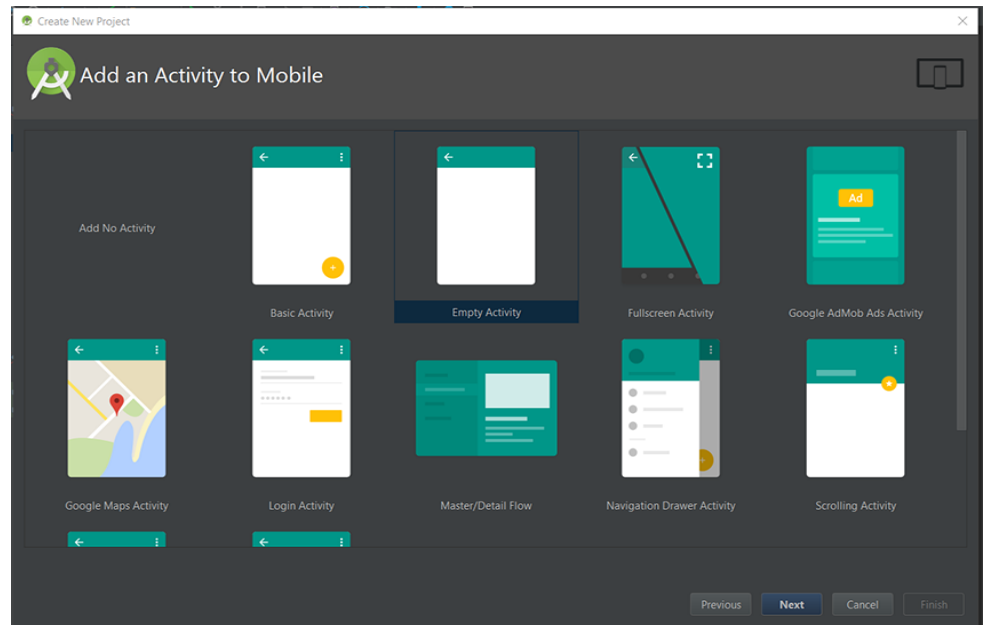 Create New Project
Add an Activity to Mobile
Add No Activity
Basic Activity
Empty Activity
Fullscreen Activity
Ad
Google AdMob Ads Activity
Google Maps Activity
Login Activity
Master/Detail Flow
Navigation Drawer Activity
Scrolling Activity
Previous
Next
Cancel
Finish